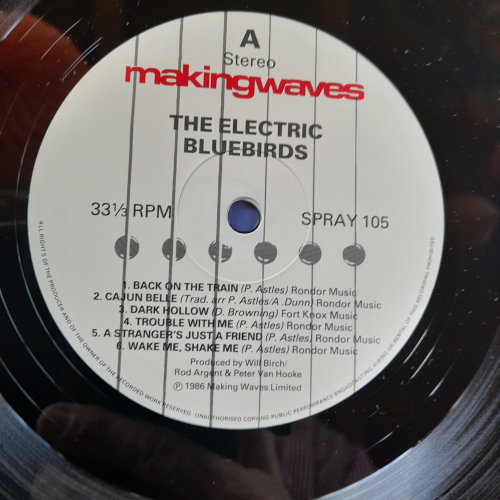 A
Stereo
makingwaves
THE ELECTRIC
BLUEBIRDS
33⅓ RPM
SPRAY 105
1. BACK ON THE TRAIN (P. Astles) Rondor Music
2. CAJUN BELLE (Trad. arr P. Astles/A .Dunn) Rondor Music
3. DARK HOLLOW (D. Browning) Fort Knox Music
4. TROUBLE WITH ME (P. Astles) Rondor Music
5. A STRANGER'S JUST A FRIEND (P. Astles, Rondor Music
6. WAKE ME, SHAKE ME (P. Astles) Rondor Music
Produced by Will Birch/
Rod Argent & Peter Van Hooke
℗ 1986 Making Waves Limited
ALL RIGHTS OF THE PRODUCER AND OF THE OWNER OF THE RECORDED WORK RESERVED UNAUTHORISED COPYING PUBLIC PERFORMANCE BROADCASTING HIRING OR RENTAL OF THIS RECORDING PROHIBITED